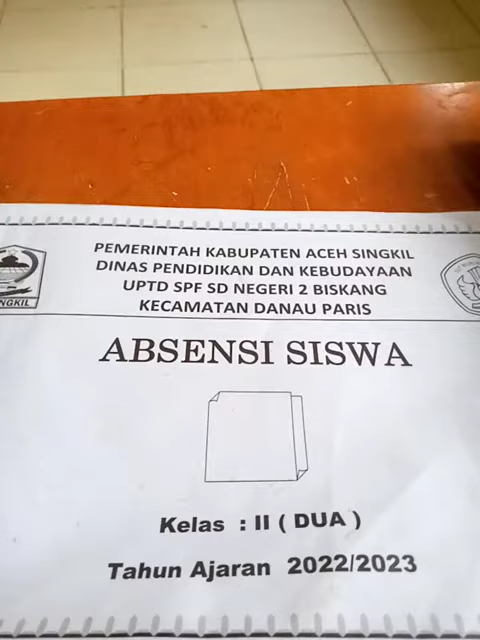 PEMERINTAH KABUPATEN ACEH SINGKIL
DINAS PENDIDIKAN DAN KEBUDAYAAN
UPTD SPF SD NEGERI 2 BISKANG
KECAMATAN DANAU PARIS
NGKIL
ABSENSI SISWA
Kelas : II ( DUA )
Tahun Ajaran 2022/2023